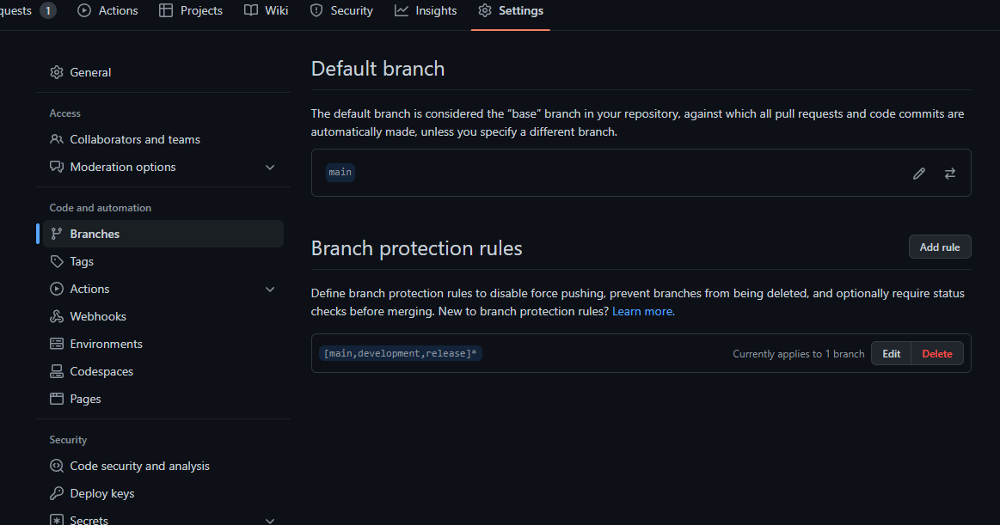 quests 1 Actions Projects Wiki Security Insights Settings
General
Access
Collaborators and teams
Moderation options
Code and automation
Branches
Tags
Actions
Webhooks
Environments
Codespaces
Pages
Security
Code security and analysis
Deploy keys
Secrets
Default branch
The default branch is considered the “base” branch in your repository, against which all pull requests and code commits are
automatically made, unless you specify a different branch.
main
Branch protection rules
Add rule
Define branch protection rules to disable force pushing, prevent branches from being deleted, and optionally require status
checks before merging. New to branch protection rules? Learn more.
[main,development,release]* Currently applies to 1 branch Edit Delete